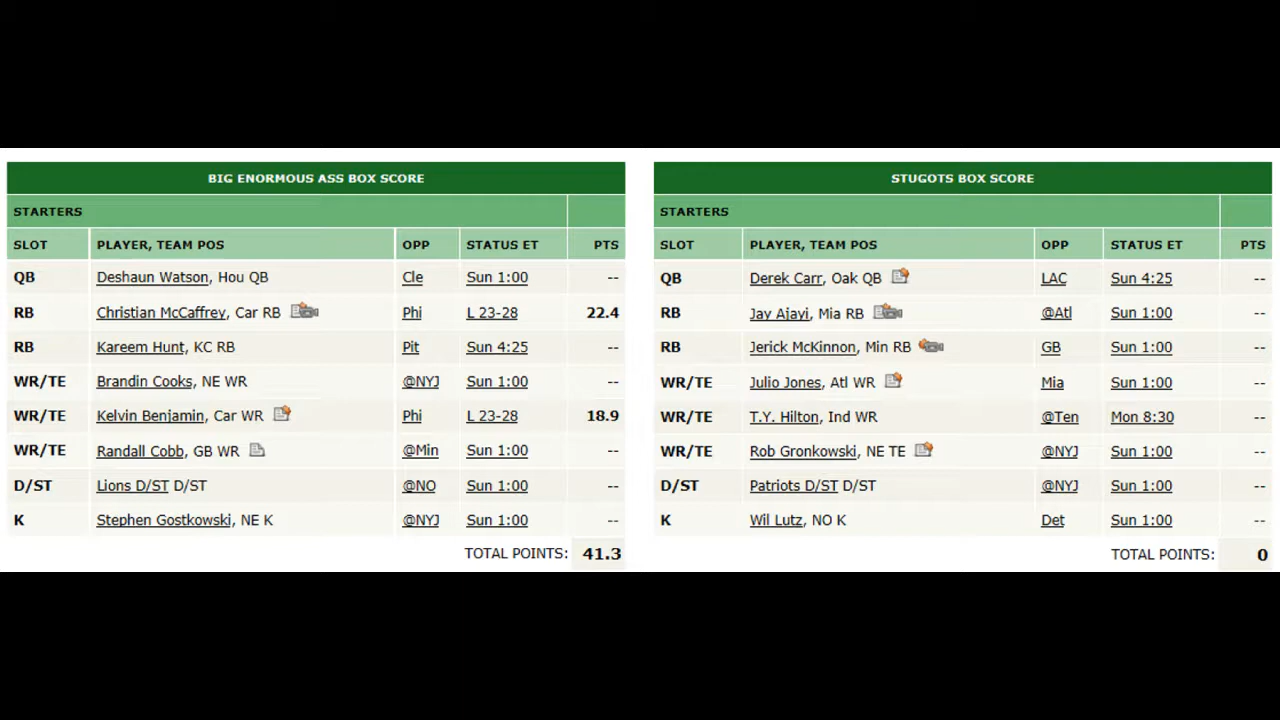 BIG ENORMOUS ASS BOX SCORE
STARTERS
SLOT PLAYER, TEAM POS OPP STATUS ET PTS
QB Deshaun Watson, Hou QB Cle Sun 1:00 --
RB Christian McCaffrey, Car RB Phi L 23-28 22.4
RB Kareem Hunt, KC RB Pit Sun 4:25 --
WR/TE Brandin Cooks, NE WR @NYJ Sun 1:00 --
WR/TE Kelvin Benjamin, Car WR Phi L 23-28 18.9
WR/TE Randall Cobb, GB WR @Min Sun 1:00 --
D/ST Lions D/ST D/ST @NO Sun 1:00 --
K Stephen Gostkowski, NE K @NYJ Sun 1:00 --
TOTAL POINTS: 41.3
STUGOTS BOX SCORE
STARTERS
SLOT PLAYER, TEAM POS OPP STATUS ET PTS
QB Derek Carr, Oak QB LAC Sun 4:25 --
RB Jay Ajayi, Mia RB @Atl Sun 1:00 --
RB Jerick McKinnon, Min RB GB Sun 1:00 --
WR/TE Julio Jones, Atl WR Mia Sun 1:00 --
WR/TE T.Y. Hilton, Ind WR @Ten Mon 8:30 --
WR/TE Rob Gronkowski, NE TE @NYJ Sun 1:00 --
D/ST Patriots D/ST D/ST @NYJ Sun 1:00 --
K Wil Lutz, NO K Det Sun 1:00 --
TOTAL POINTS: 0